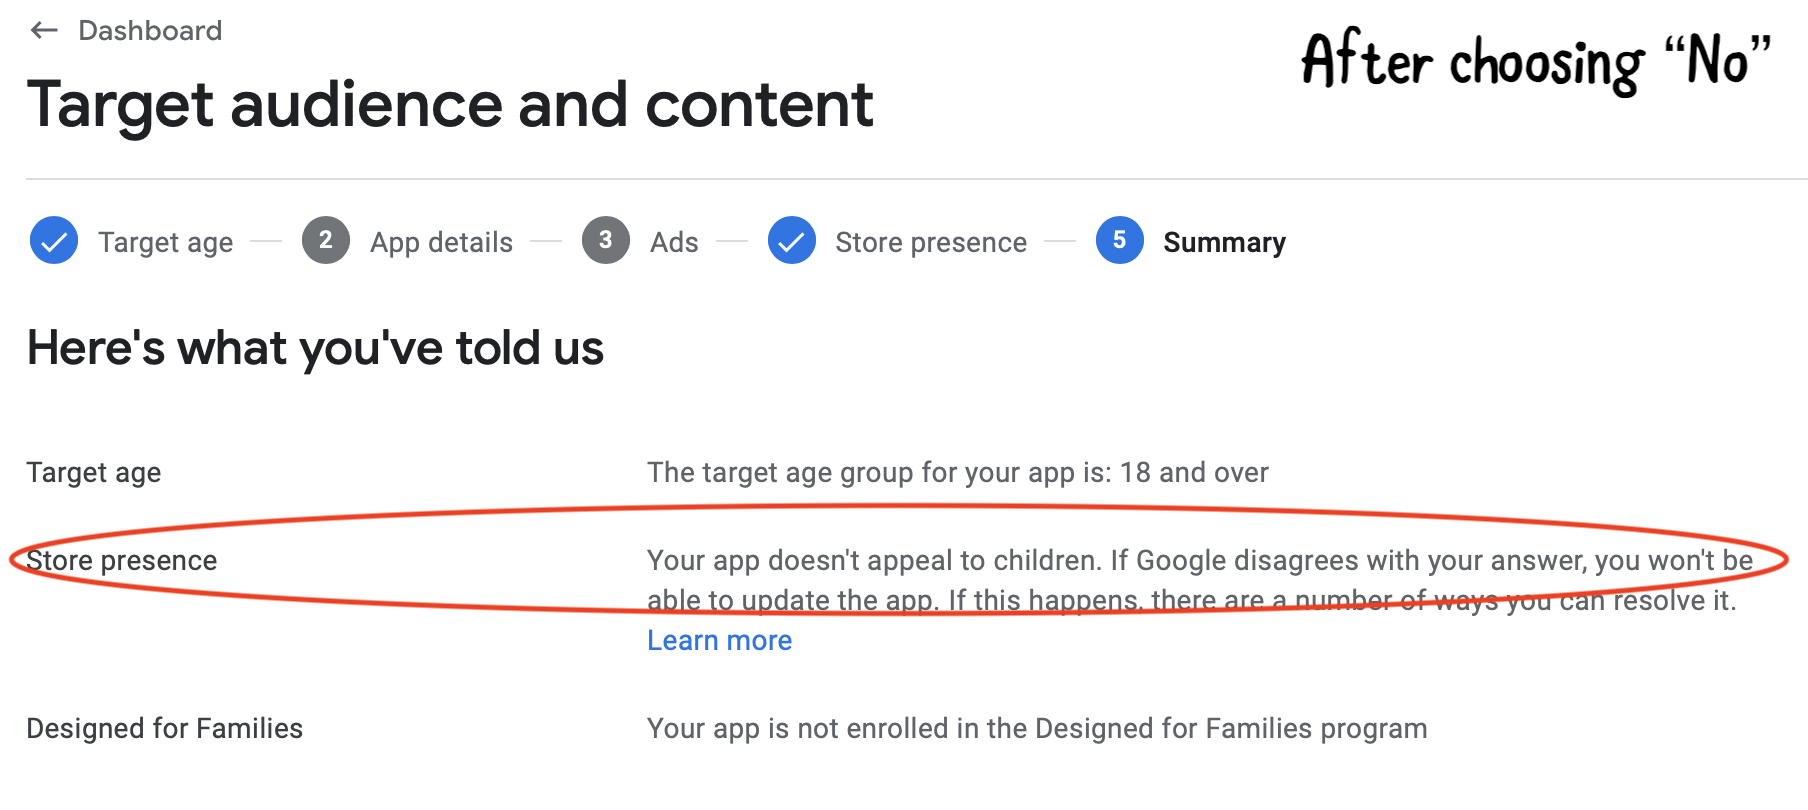 ← Dashboard
After choosing “No”
Target audience and content
Target age
2 App details
3 Ads
Store presence
5 Summary
Here's what you've told us
Target age
The target age group for your app is: 18 and over
Store presence
Your app doesn't appeal to children. If Google disagrees with your answer, you won't be
able to update the app. If this happens, there are a number of ways you can resolve it.
Learn more
Designed for Families
Your app is not enrolled in the Designed for Families program